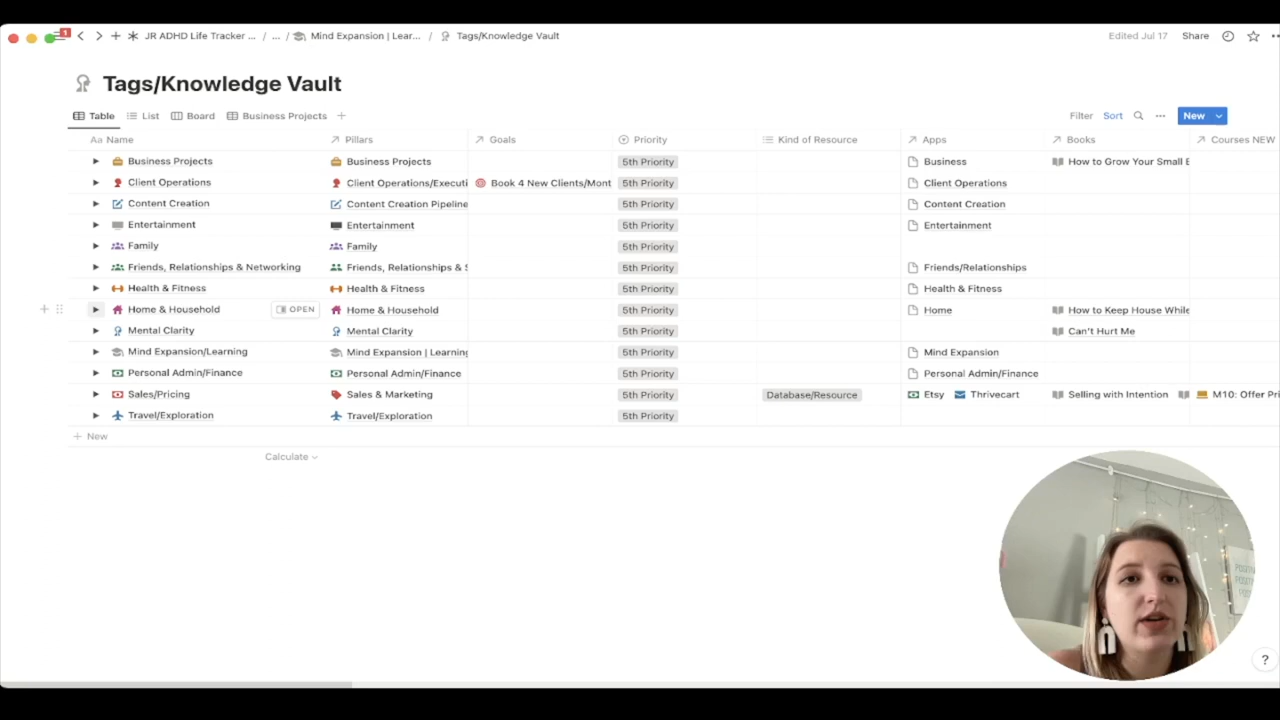 1 JR ADHD Life Tracker ... / ... / Mind Expansion | Lear... / Tags/Knowledge Vault Edited Jul 17 Share
Tags/Knowledge Vault
Table List Board Business Projects + Filter Sort ... New
Aa Name Pillars Goals Priority Kind of Resource Apps Books Courses NEW
Business Projects Business Projects 5th Priority Business How to Grow Your Small B
Client Operations Client Operations/Executi Book 4 New Clients/Mont 5th Priority Client Operations
Content Creation Content Creation Pipeline 5th Priority Content Creation
Entertainment Entertainment 5th Priority Entertainment
Family Family 5th Priority
Friends, Relationships & Networking Friends, Relationships & S 5th Priority Friends/Relationships
Health & Fitness Health & Fitness 5th Priority Health & Fitness
Home & Household OPEN Home & Household 5th Priority Home How to Keep House While
Mental Clarity Mental Clarity 5th Priority Can't Hurt Me
Mind Expansion/Learning Mind Expansion | Learning 5th Priority Mind Expansion
Personal Admin/Finance Personal Admin/Finance 5th Priority Personal Admin/Finance
Sales/Pricing Sales & Marketing 5th Priority Database/Resource Etsy Thrivecart Selling with Intention M10: Offer Pri
Travel/Exploration Travel/Exploration 5th Priority
+ New
Calculate
?